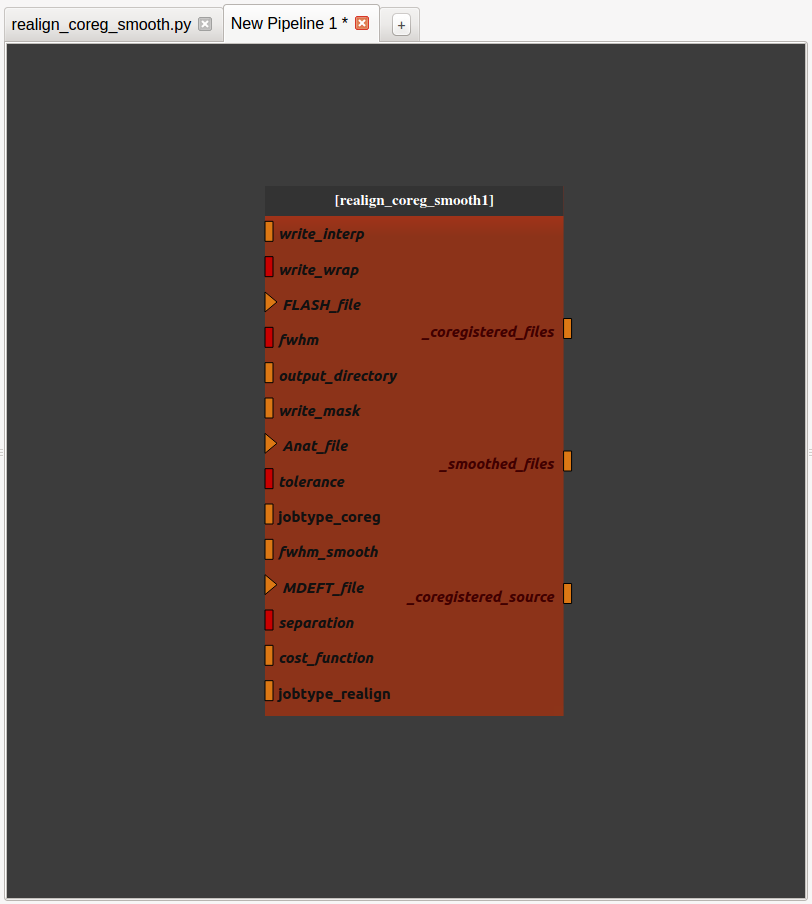 realign_coreg_smooth.py
New Pipeline 1 *
+
[realign_coreg_smooth1]
write_interp
write_wrap
FLASH_file
_coregistered_files
fwhm
output_directory
write_mask
Anat_file
_smoothed_files
tolerance
jobtype_coreg
fwhm_smooth
MDEFT_file
_coregistered_source
separation
cost_function
jobtype_realign